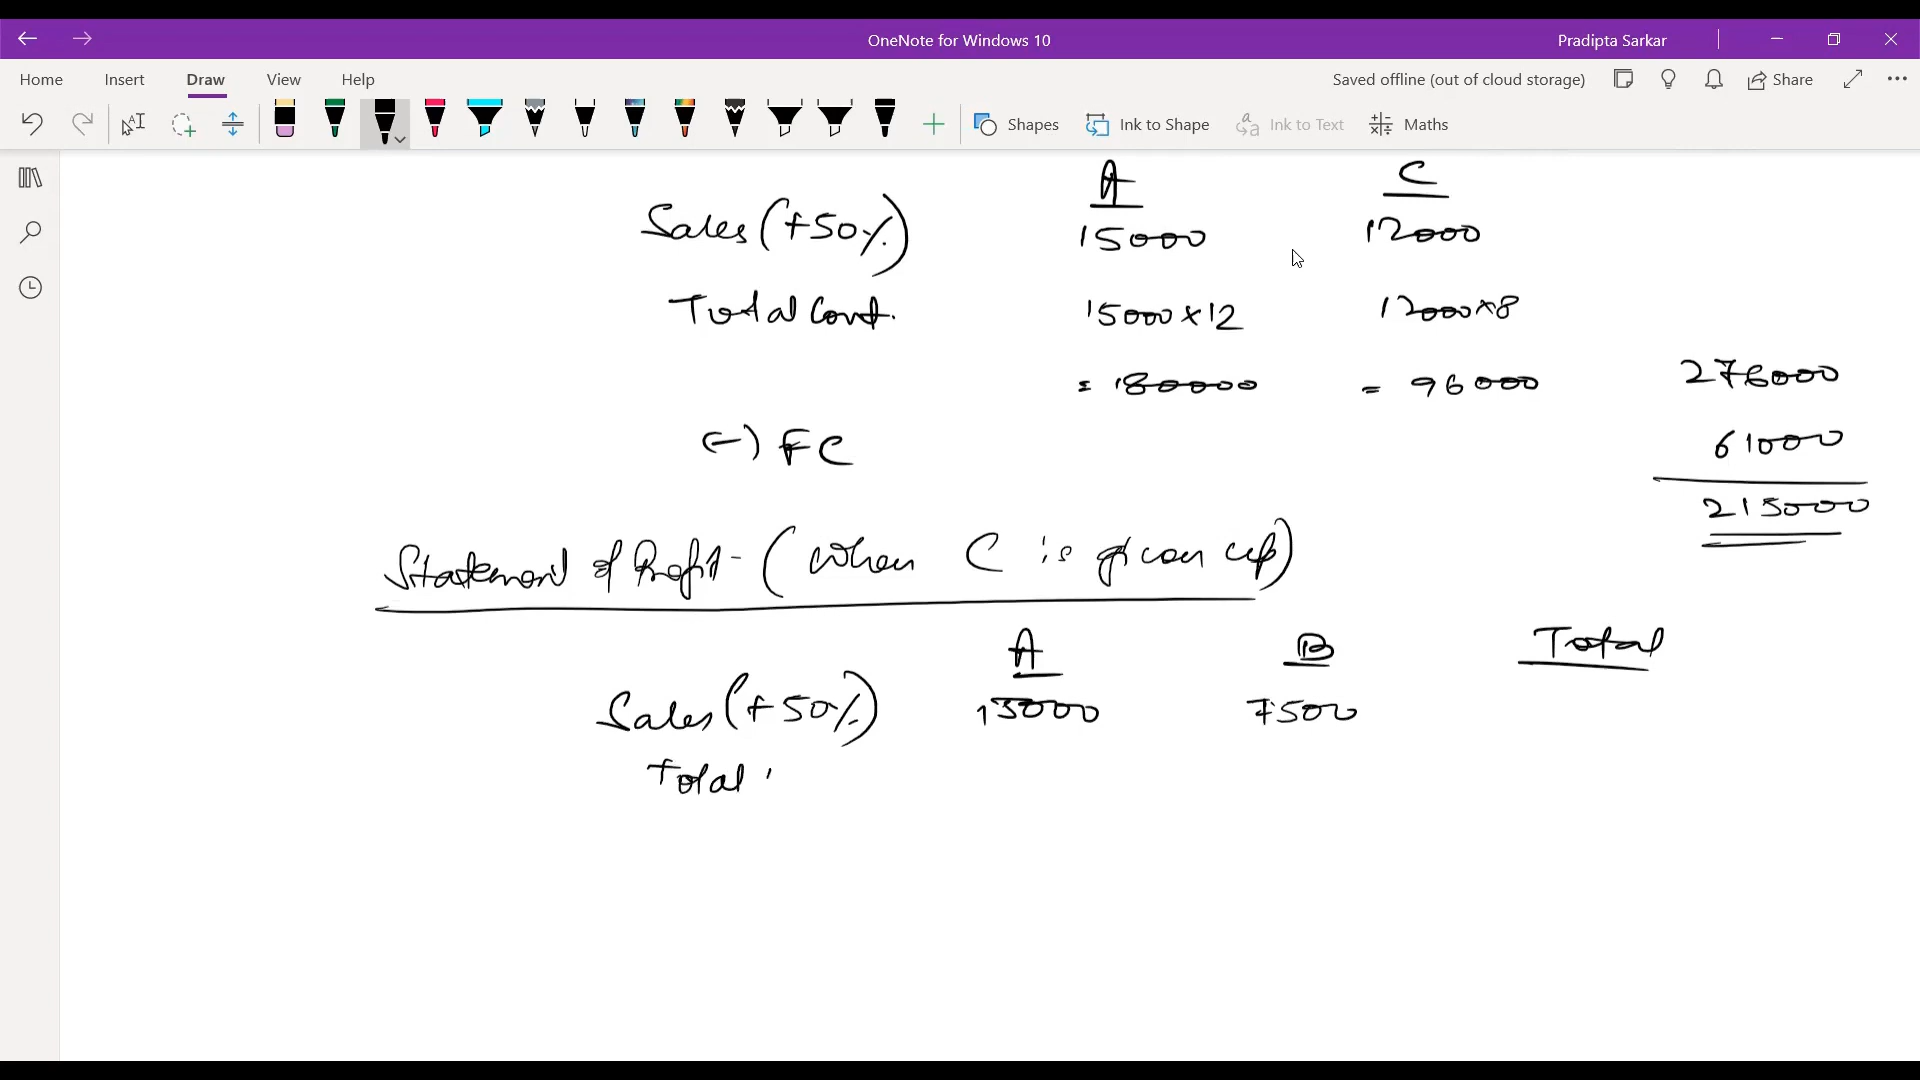 OneNote for Windows 10
Pradipta Sarkar
Home Insert Draw View Help
Saved offline (out of cloud storage)
Share
Shapes
Ink to Shape
Ink to Text
Maths
A C
Sales (+50%) 15000 12000
Total Cont. 15000 x 12 12000 x 8
= 180000 = 96000 276000
(-) FC 61000
215000
Statement of Profit - (When C is given up)
A B Total
Sales (+50%) 15000 7500
Total